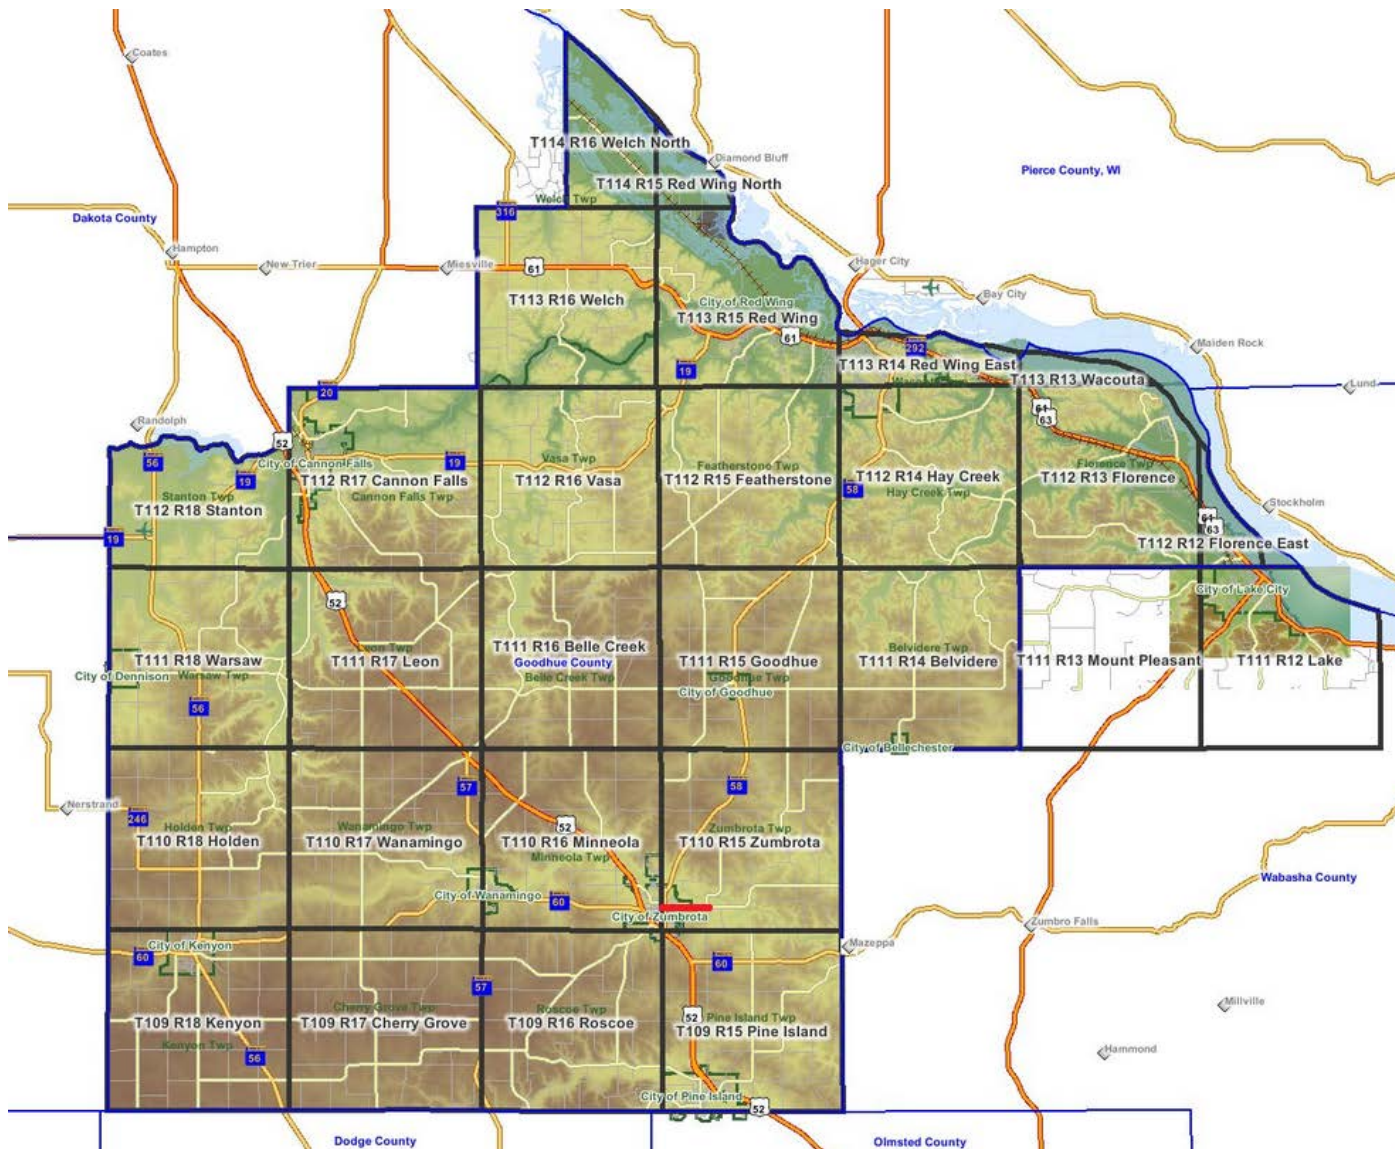 Coates
T114 R16 Welch North
Diamond Bluff
Pierce County, WI
T114 R15 Red Wing North
Welch Twp
316
Dakota County
Hampton
New Trier
Miesville
61
Hager City
Bay City
T113 R16 Welch
City of Red Wing
T113 R15 Red Wing
61
292
Maiden Rock
19
T113 R14 Red Wing East
T113 R13 Wacouta
Lund
20
61
63
Randolph
52
56
City of Cannon Falls
19
Vasa Twp
Featherstone Twp
Florence Twp
19
T112 R17 Cannon Falls
T112 R16 Vasa
T112 R15 Featherstone
T112 R14 Hay Creek
T112 R13 Florence
Stanton Twp
Cannon Falls Twp
58
Hay Creek Twp
T112 R18 Stanton
Stockholm
61
63
19
T112 R12 Florence East
52
City of Lake City
Leon Twp
T111 R16 Belle Creek
Belvidere Twp
T111 R18 Warsaw
T111 R17 Leon
Goodhue County
T111 R15 Goodhue
T111 R14 Belvidere
T111 R13 Mount Pleasant
T111 R12 Lake
City of Dennison
Warsaw Twp
Belle Creek Twp
Goodhue Twp
City of Goodhue
56
City of Bellechester
57
58
Nerstrand
246
Holden Twp
Wanamingo Twp
52
Zumbrota Twp
T110 R18 Holden
T110 R17 Wanamingo
T110 R16 Minneola
T110 R15 Zumbrota
Minneola Twp
Wabasha County
City of Wanamingo
60
City of Zumbrota
Zumbro Falls
City of Kenyon
Mazeppa
60
60
57
Millville
Cherry Grove Twp
Roscoe Twp
52
Pine Island Twp
T109 R18 Kenyon
T109 R17 Cherry Grove
T109 R16 Roscoe
T109 R15 Pine Island
Kenyon Twp
56
Hammond
City of Pine Island
52
Dodge County
Olmsted County